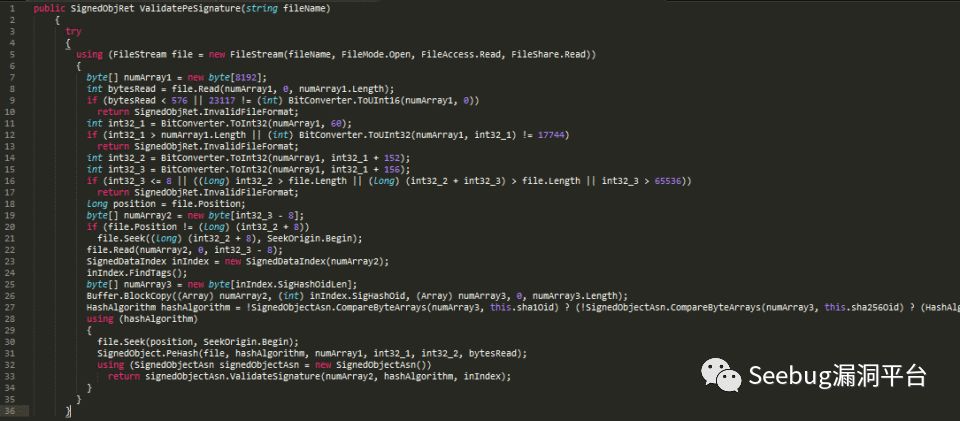 1 public SignedObjRet ValidatePeSignature(string fileName)
2 {
3 try
4 {
5 using (FileStream file = new FileStream(fileName, FileMode.Open, FileAccess.Read, FileShare.Read))
6 {
7 byte[] numArray1 = new byte[8192];
8 int bytesRead = file.Read(numArray1, 0, numArray1.Length);
9 if (bytesRead < 576 || 23117 != (int) BitConverter.ToUInt16(numArray1, 0))
10 return SignedObjRet.InvalidFileFormat;
11 int int32_1 = BitConverter.ToInt32(numArray1, 60);
12 if (int32_1 > numArray1.Length || (int) BitConverter.ToUInt32(numArray1, int32_1) != 17744)
13 return SignedObjRet.InvalidFileFormat;
14 int int32_2 = BitConverter.ToInt32(numArray1, int32_1 + 152);
15 int int32_3 = BitConverter.ToInt32(numArray1, int32_1 + 156);
16 if (int32_3 <= 8 || ((long) int32_2 > file.Length || (long) (int32_2 + int32_3) > file.Length || int32_3 > 65536))
17 return SignedObjRet.InvalidFileFormat;
18 long position = file.Position;
19 byte[] numArray2 = new byte[int32_3 - 8];
20 if (file.Position != (long) (int32_2 + 8))
21 file.Seek((long) (int32_2 + 8), SeekOrigin.Begin);
22 file.Read(numArray2, 0, int32_3 - 8);
23 SignedDataIndex inIndex = new SignedDataIndex(numArray2);
24 inIndex.FindTags();
25 byte[] numArray3 = new byte[inIndex.SigHashOidLen];
26 Buffer.BlockCopy((Array) numArray2, (int) inIndex.SigHashOid, (Array) numArray3, 0, numArray3.Length);
27 HashAlgorithm hashAlgorithm = !SignedObjectAsn.CompareByteArrays(numArray3, this.sha1Oid) ? (!SignedObjectAsn.CompareByteArrays(numArray3, this.sha256Oid) ? (HashAl
28 using (hashAlgorithm)
29 {
30 file.Seek(position, SeekOrigin.Begin);
31 SignedObject.PeHash(file, hashAlgorithm, numArray1, int32_1, int32_2, bytesRead);
32 using (SignedObjectAsn signedObjectAsn = new SignedObjectAsn())
33 return signedObjectAsn.ValidateSignature(numArray2, hashAlgorithm, inIndex);
34 }
35 }
36 }
Seebug漏洞平台